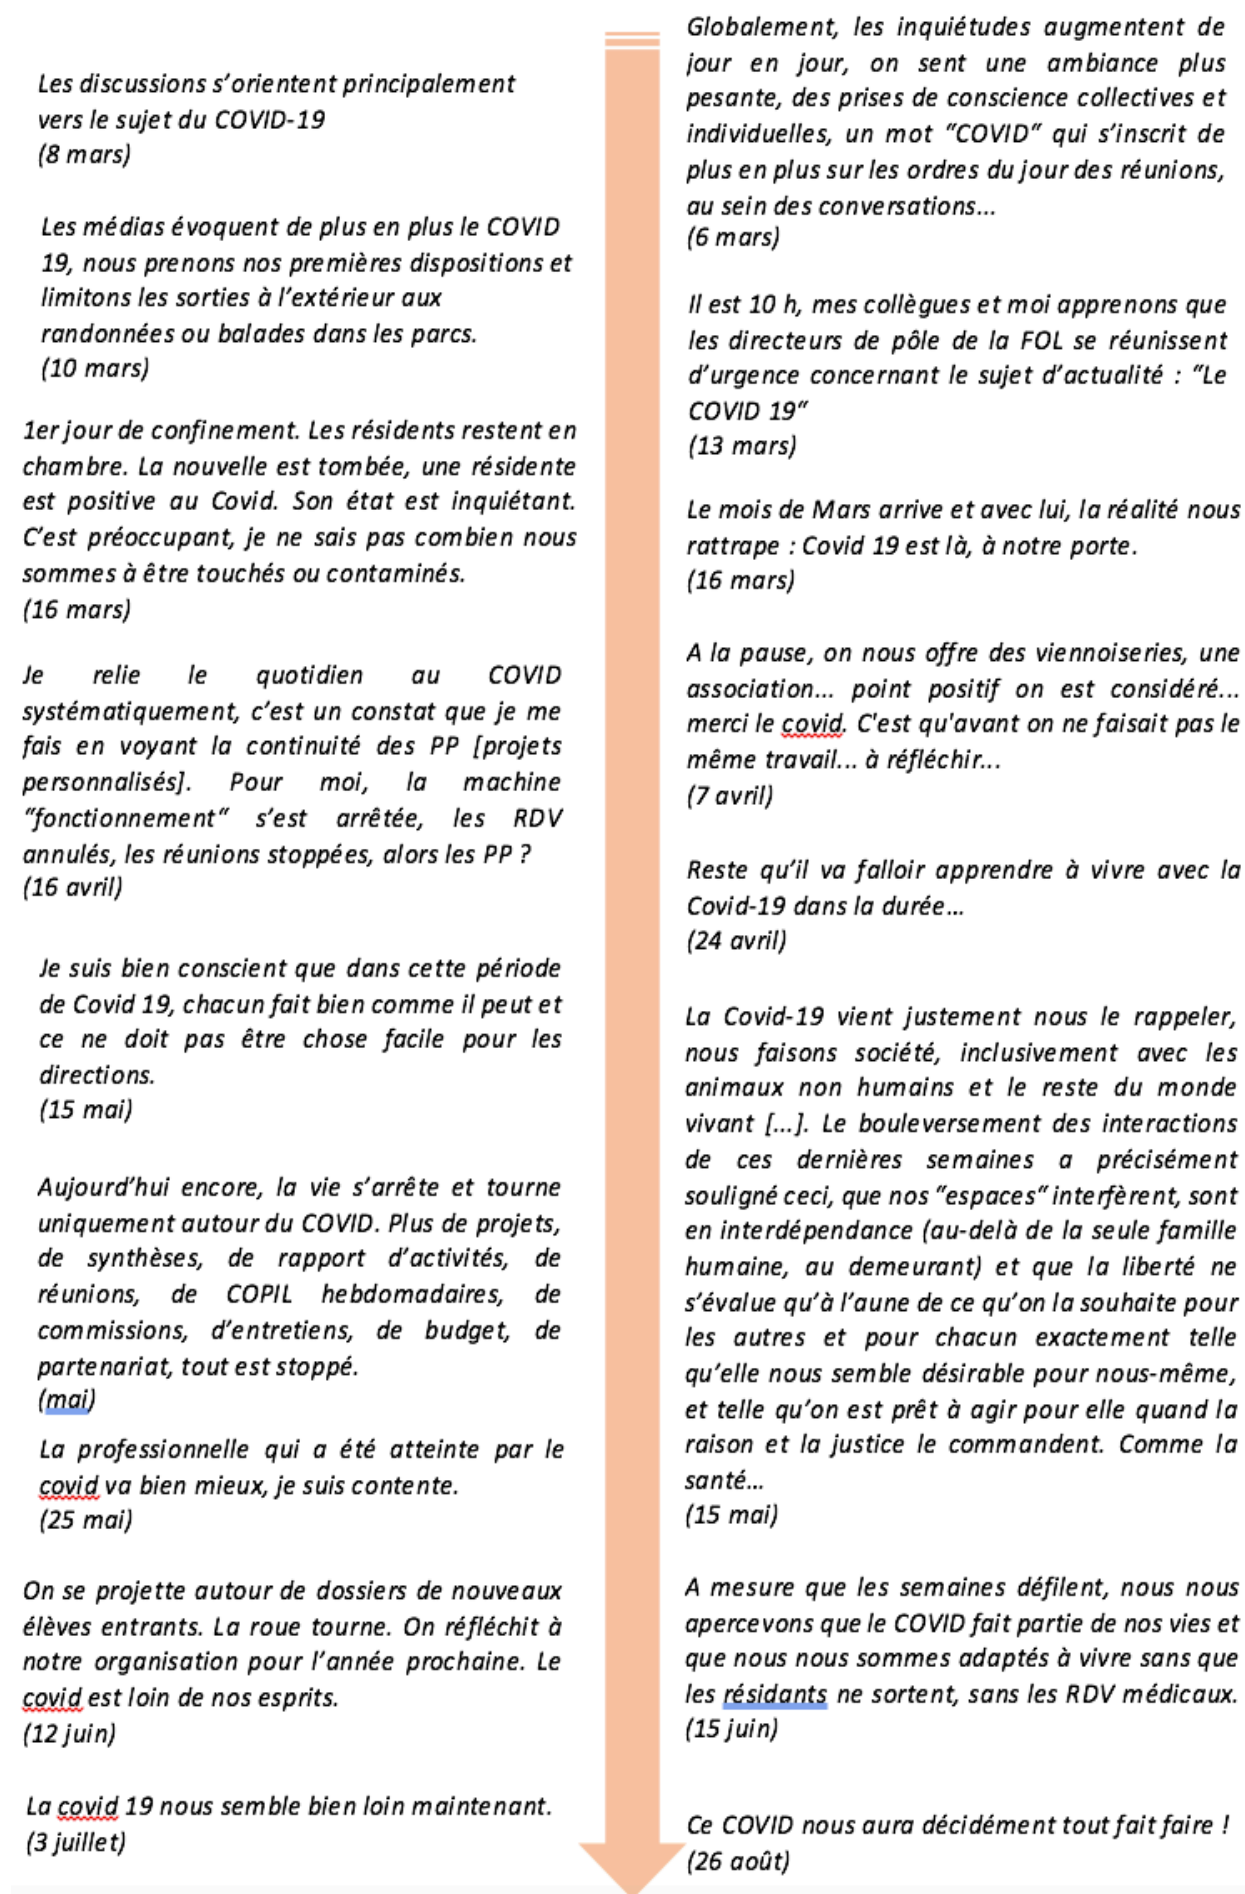 Les discussions s'orientent principalement
vers le sujet du COVID-19
(8 mars)
Les médias évoquent de plus en plus le COVID
19, nous prenons nos premières dispositions et
limitons les sorties à l'extérieur aux
randonnées ou balades dans les parcs.
(10 mars)
1er jour de confinement. Les résidents restent en
chambre. La nouvelle est tombée, une résidente
est positive au Covid. Son état est inquiétant.
C'est préoccupant, je ne sais pas combien nous
sommes à être touchés ou contaminés.
(16 mars)
Je relie le quotidien au COVID
systématiquement, c'est un constat que je me
fais en voyant la continuité des PP [projets
personnalisés]. Pour moi, la machine
"fonctionnement" s'est arrêtée, les RDV
annulés, les réunions stoppées, alors les PP ?
(16 avril)
Je suis bien conscient que dans cette période
de Covid 19, chacun fait bien comme il peut et
ce ne doit pas être chose facile pour les
directions.
(15 mai)
Aujourd'hui encore, la vie s'arrête et tourne
uniquement autour du COVID. Plus de projets,
de synthèses, de rapport d'activités, de
réunions, de COPIL hebdomadaires, de
commissions, d'entretiens, de budget, de
partenariat, tout est stoppé.
(mai)
La professionnelle qui a été atteinte par le
covid va bien mieux, je suis contente.
(25 mai)
On se projette autour de dossiers de nouveaux
élèves entrants. La roue tourne. On réfléchit à
notre organisation pour l'année prochaine. Le
covid est loin de nos esprits.
(12 juin)
La covid 19 nous semble bien loin maintenant.
(3 juillet)
Globalement, les inquiétudes augmentent de
jour en jour, on sent une ambiance plus
pesante, des prises de conscience collectives et
individuelles, un mot "COVID" qui s'inscrit de
plus en plus sur les ordres du jour des réunions,
au sein des conversations...
(6 mars)
Il est 10 h, mes collègues et moi apprenons que
les directeurs de pôle de la FOL se réunissent
d'urgence concernant le sujet d'actualité : "Le
COVID 19"
(13 mars)
Le mois de Mars arrive et avec lui, la réalité nous
rattrape : Covid 19 est là, à notre porte.
(16 mars)
A la pause, on nous offre des viennoiseries, une
association... point positif on est considéré...
merci le covid. C'est qu'avant on ne faisait pas le
même travail... à réfléchir...
(7 avril)
Reste qu'il va falloir apprendre à vivre avec la
Covid-19 dans la durée...
(24 avril)
La Covid-19 vient justement nous le rappeler,
nous faisons société, inclusivement avec les
animaux non humains et le reste du monde
vivant [...]. Le bouleversement des interactions
de ces dernières semaines a précisément
souligné ceci, que nos "espaces" interfèrent, sont
en interdépendance (au-delà de la seule famille
humaine, au demeurant) et que la liberté ne
s'évalue qu'à l'aune de ce qu'on la souhaite pour
les autres et pour chacun exactement telle
qu'elle nous semble désirable pour nous-même,
et telle qu'on est prêt à agir pour elle quand la
raison et la justice le commandent. Comme la
santé...
(15 mai)
A mesure que les semaines défilent, nous nous
apercevons que le COVID fait partie de nos vies et
que nous nous sommes adaptés à vivre sans que
les résidants ne sortent, sans les RDV médicaux.
(15 juin)
Ce COVID nous aura décidément tout fait faire !
(26 août)